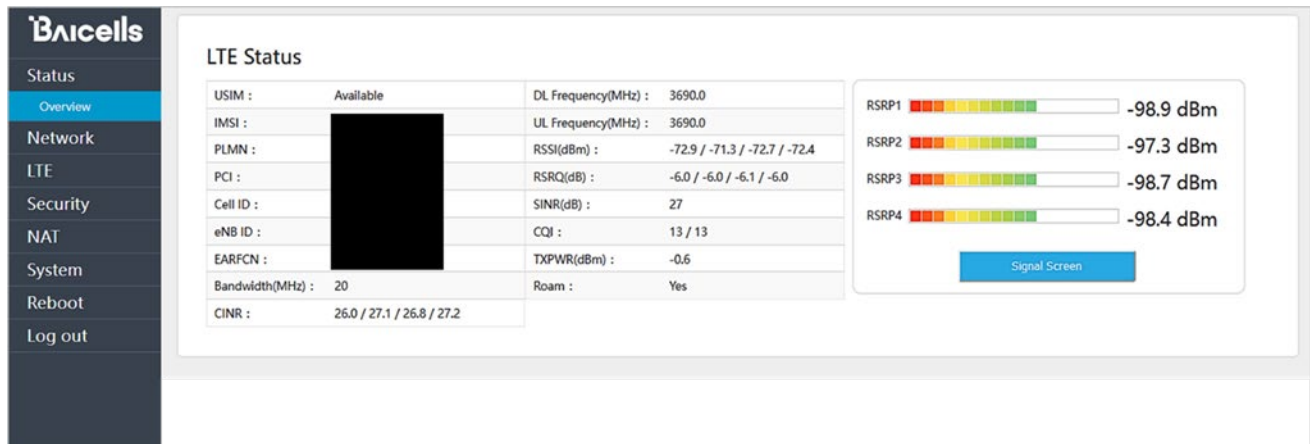 Baicells
Status
Overview
Network
LTE
Security
NAT
System
Reboot
Log out
LTE Status
USIM : Available
IMSI :
PLMN :
PCI :
Cell ID :
eNB ID :
EARFCN :
Bandwidth(MHz) : 20
CINR : 26.0 / 27.1 / 26.8 / 27.2
DL Frequency(MHz) : 3690.0
UL Frequency(MHz) : 3690.0
RSSI(dBm) : -72.9 / -71.3 / -72.7 / -72.4
RSRQ(dB) : -6.0 / -6.0 / -6.1 / -6.0
SINR(dB) : 27
CQI : 13 / 13
TXPWR(dBm) : -0.6
Roam : Yes
RSRP1 -98.9 dBm
RSRP2 -97.3 dBm
RSRP3 -98.7 dBm
RSRP4 -98.4 dBm
Signal Screen